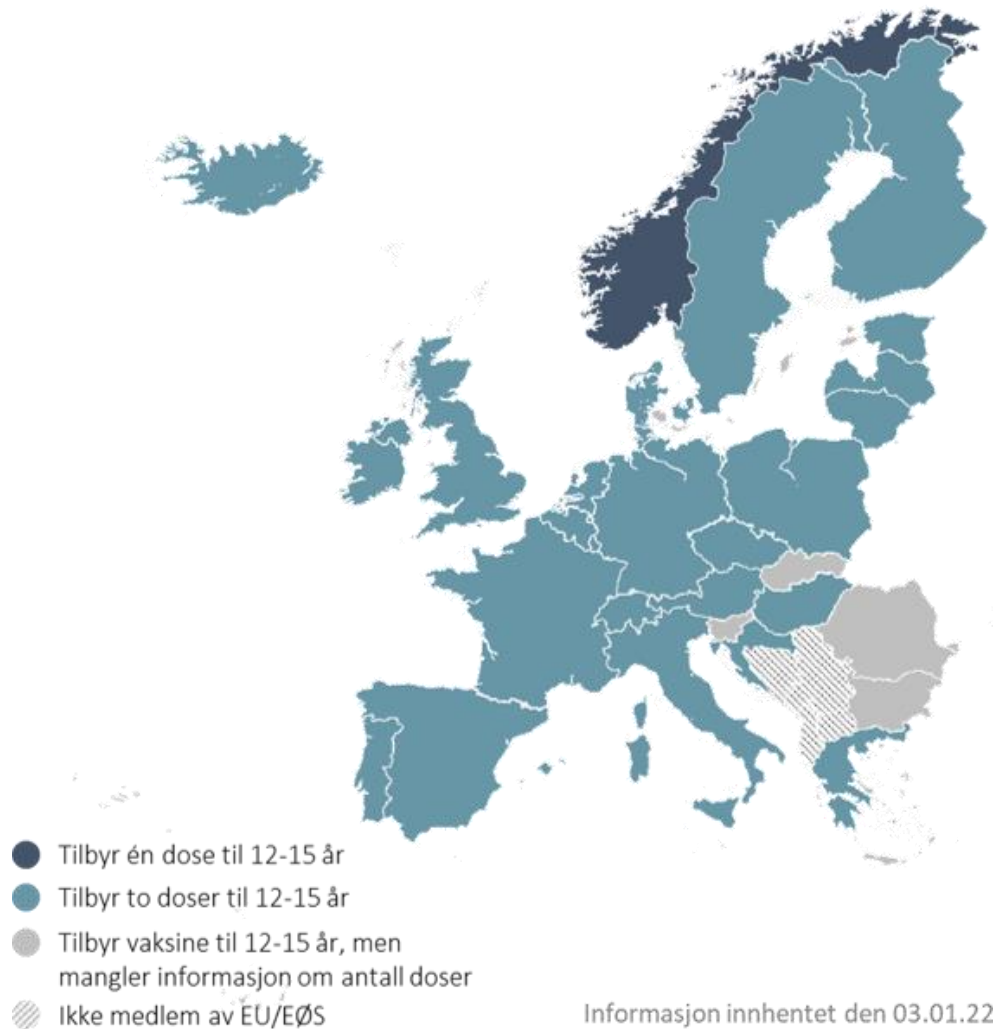 Tilbyr én dose til 12-15 år
Tilbyr to doser til 12-15 år
Tilbyr vaksine til 12-15 år, men
mangler informasjon om antall doser
Ikke medlem av EU/EØS
Informasjon innhentet den 03.01.22